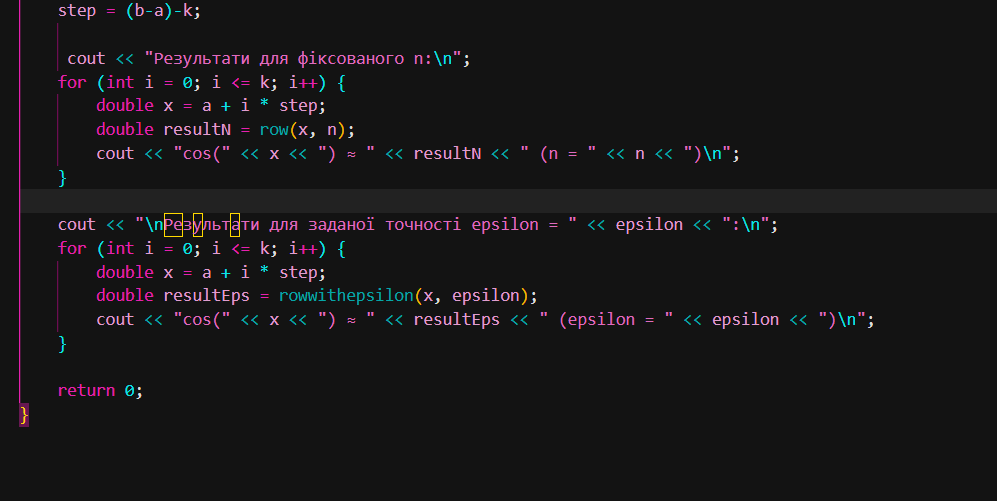 step = (b-a)-k;
cout << "Результати для фіксованого n:\n";
for (int i = 0; i <= k; i++) {
double x = a + i * step;
double resultN = row(x, n);
cout << "cos(" << x << ") ≈ " << resultN << " (n = " << n << ")\n";
}
cout << "\nРезультати для заданої точності epsilon = " << epsilon << ":\n";
for (int i = 0; i <= k; i++) {
double x = a + i * step;
double resultEps = rowwithepsilon(x, epsilon);
cout << "cos(" << x << ") ≈ " << resultEps << " (epsilon = " << epsilon << ")\n";
}
return 0;
}